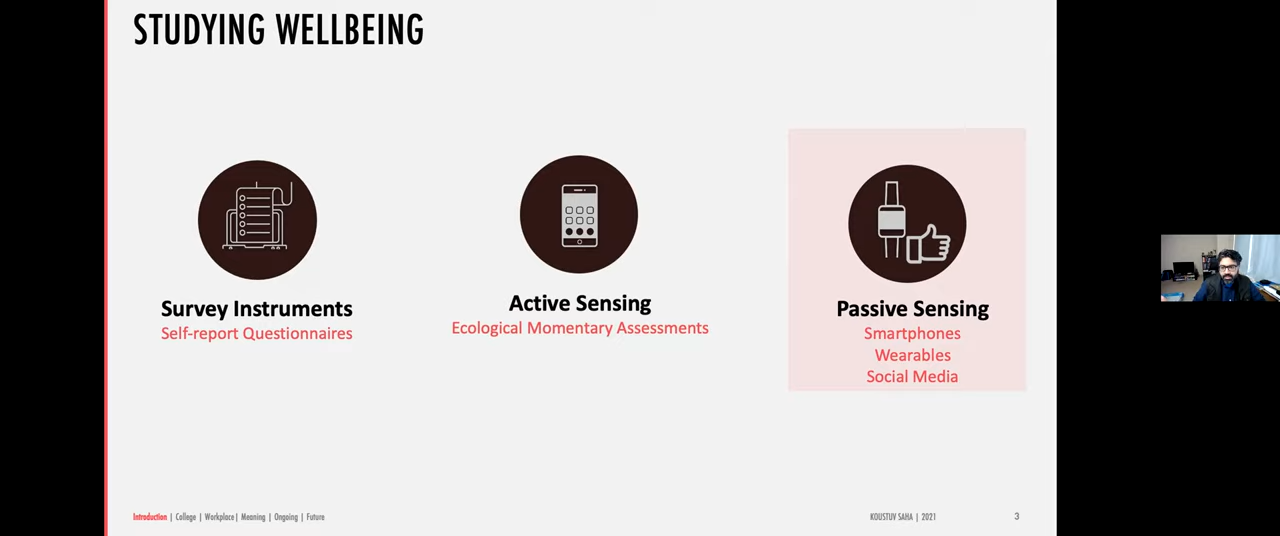 STUDYING WELLBEING
Survey Instruments
Self-report Questionnaires
Active Sensing
Ecological Momentary Assessments
Passive Sensing
Smartphones
Wearables
Social Media
Introduction | College | Workplace | Meaning | Ongoing | Future
KOUSTUV SAHA | 2021
3